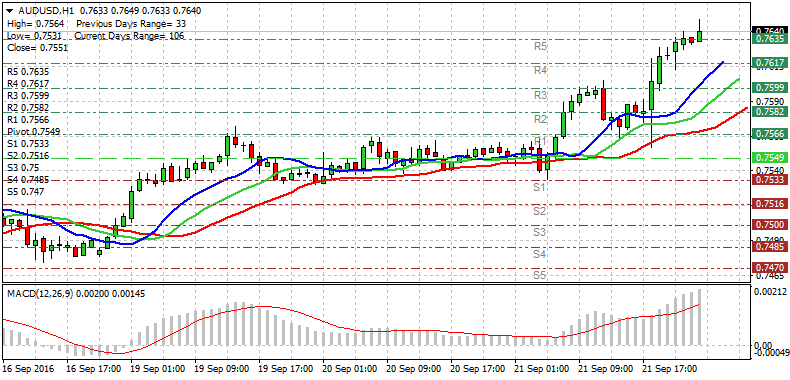 AUDUSD,H1 0.7633 0.7649 0.7633 0.7640
High= 0.7564 Previous Days Range= 33
Low= 0.7531 Current Days Range= 106
Close= 0.7551
R5 0.7635
R4 0.7617
R3 0.7599
R2 0.7582
R1 0.7566
Pivot 0.7549
S1 0.7533
S2 0.7516
S3 0.75
S4 0.7485
S5 0.747
R5
R4
R3
R2
R1
S1
S2
S3
S4
S5
0.7640
0.7635
0.7617
0.7615
0.7599
0.7590
0.7582
0.7566
0.7549
0.7540
0.7533
0.7516
0.7500
0.7490
0.7485
0.7470
0.7465
MACD(12,26,9) 0.00200 0.00145
0.00212
0.00
-0.00049
16 Sep 2016
16 Sep 17:00
19 Sep 01:00
19 Sep 09:00
19 Sep 17:00
20 Sep 01:00
20 Sep 09:00
20 Sep 17:00
21 Sep 01:00
21 Sep 09:00
21 Sep 17:00